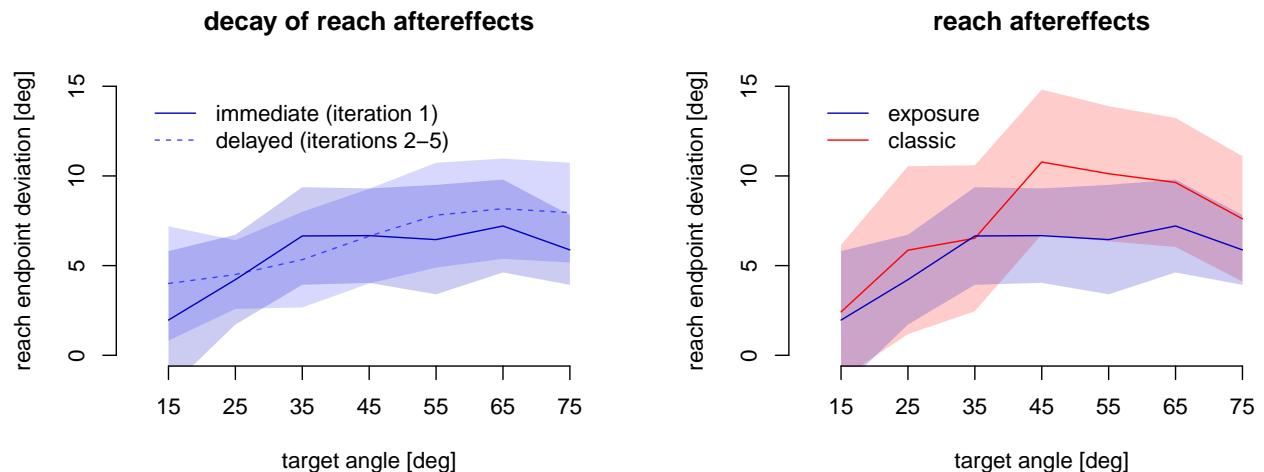 decay of reach aftereffects
reach endpoint deviation [deg]
15
10
5
0
immediate (iteration 1)
delayed (iterations 2−5)
15 25 35 45 55 65 75
target angle [deg]
reach aftereffects
reach endpoint deviation [deg]
15
10
5
0
exposure
classic
15 25 35 45 55 65 75
target angle [deg]